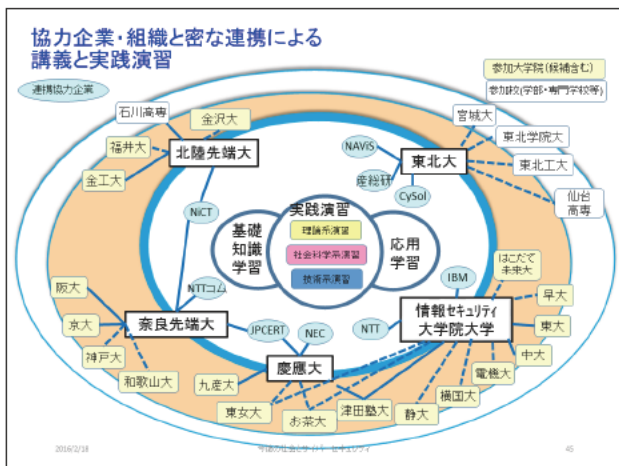 協力企業・組織と密な連携による
講義と実践演習
連携協力企業
参加大学院(候補含む)
参加校(学部・専門学校等)
石川高専
金沢大
福井大
北陸先端大
金工大
宮城大
NAViS
東北大
東北学院大
産総研
東北工大
CySol
仙台
高専
NiCT
基礎
知識
学習
実践演習
理論系演習
社会科学系演習
技術系演習
応用
学習
阪大
NTTコム
IBM
はこだて
未来大
京大
奈良先端大
JPCERT
NEC
NTT
情報セキュリティ
大学院大学
早大
東大
神戸大
和歌山大
慶應大
中大
電機大
九産大
横国大
東女大
お茶大
津田塾大
静大
2016/2/18
45